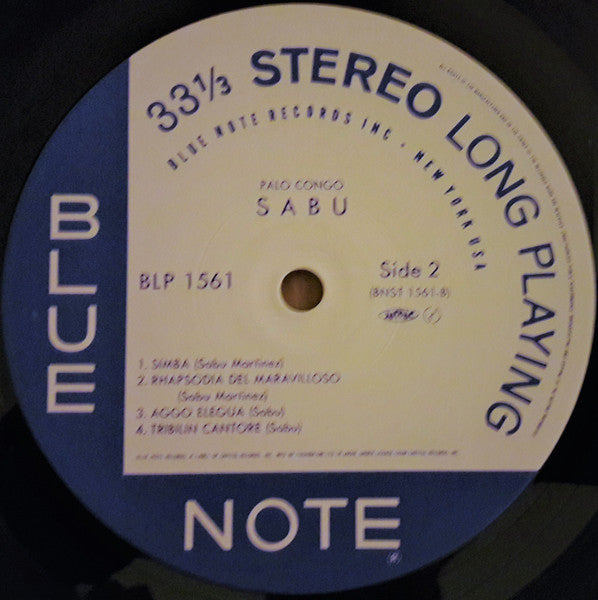 33⅓ STEREO LONG PLAYING
BLUE NOTE RECORDS INC • NEW YORK USA
PALO CONGO
SABU
BLP 1561
Side 2
(BNST 1561-B)
1. SIMBA (Sabu Martinez)
2. RHAPSODIA DEL MARAVILLOSO
(Sabu Martinez)
3. AGGO ELEGUA (Sabu)
4. TRIBILIN CANTORE (Sabu)
BLUE
NOTE
®